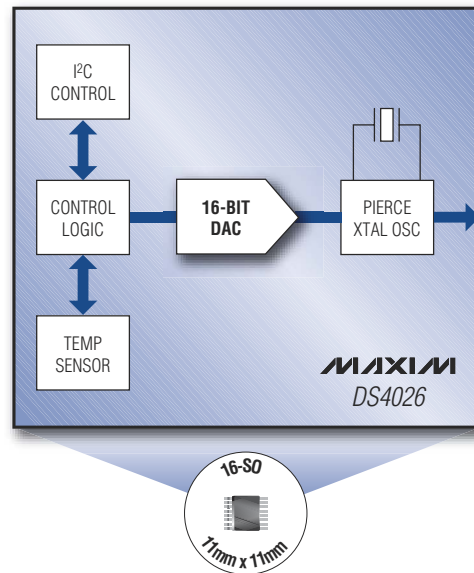 I²C
CONTROL
CONTROL
LOGIC
16-BIT
DAC
PIERCE
XTAL OSC
TEMP
SENSOR
MAXIM
DS4026
16-SO
11mm x 11mm